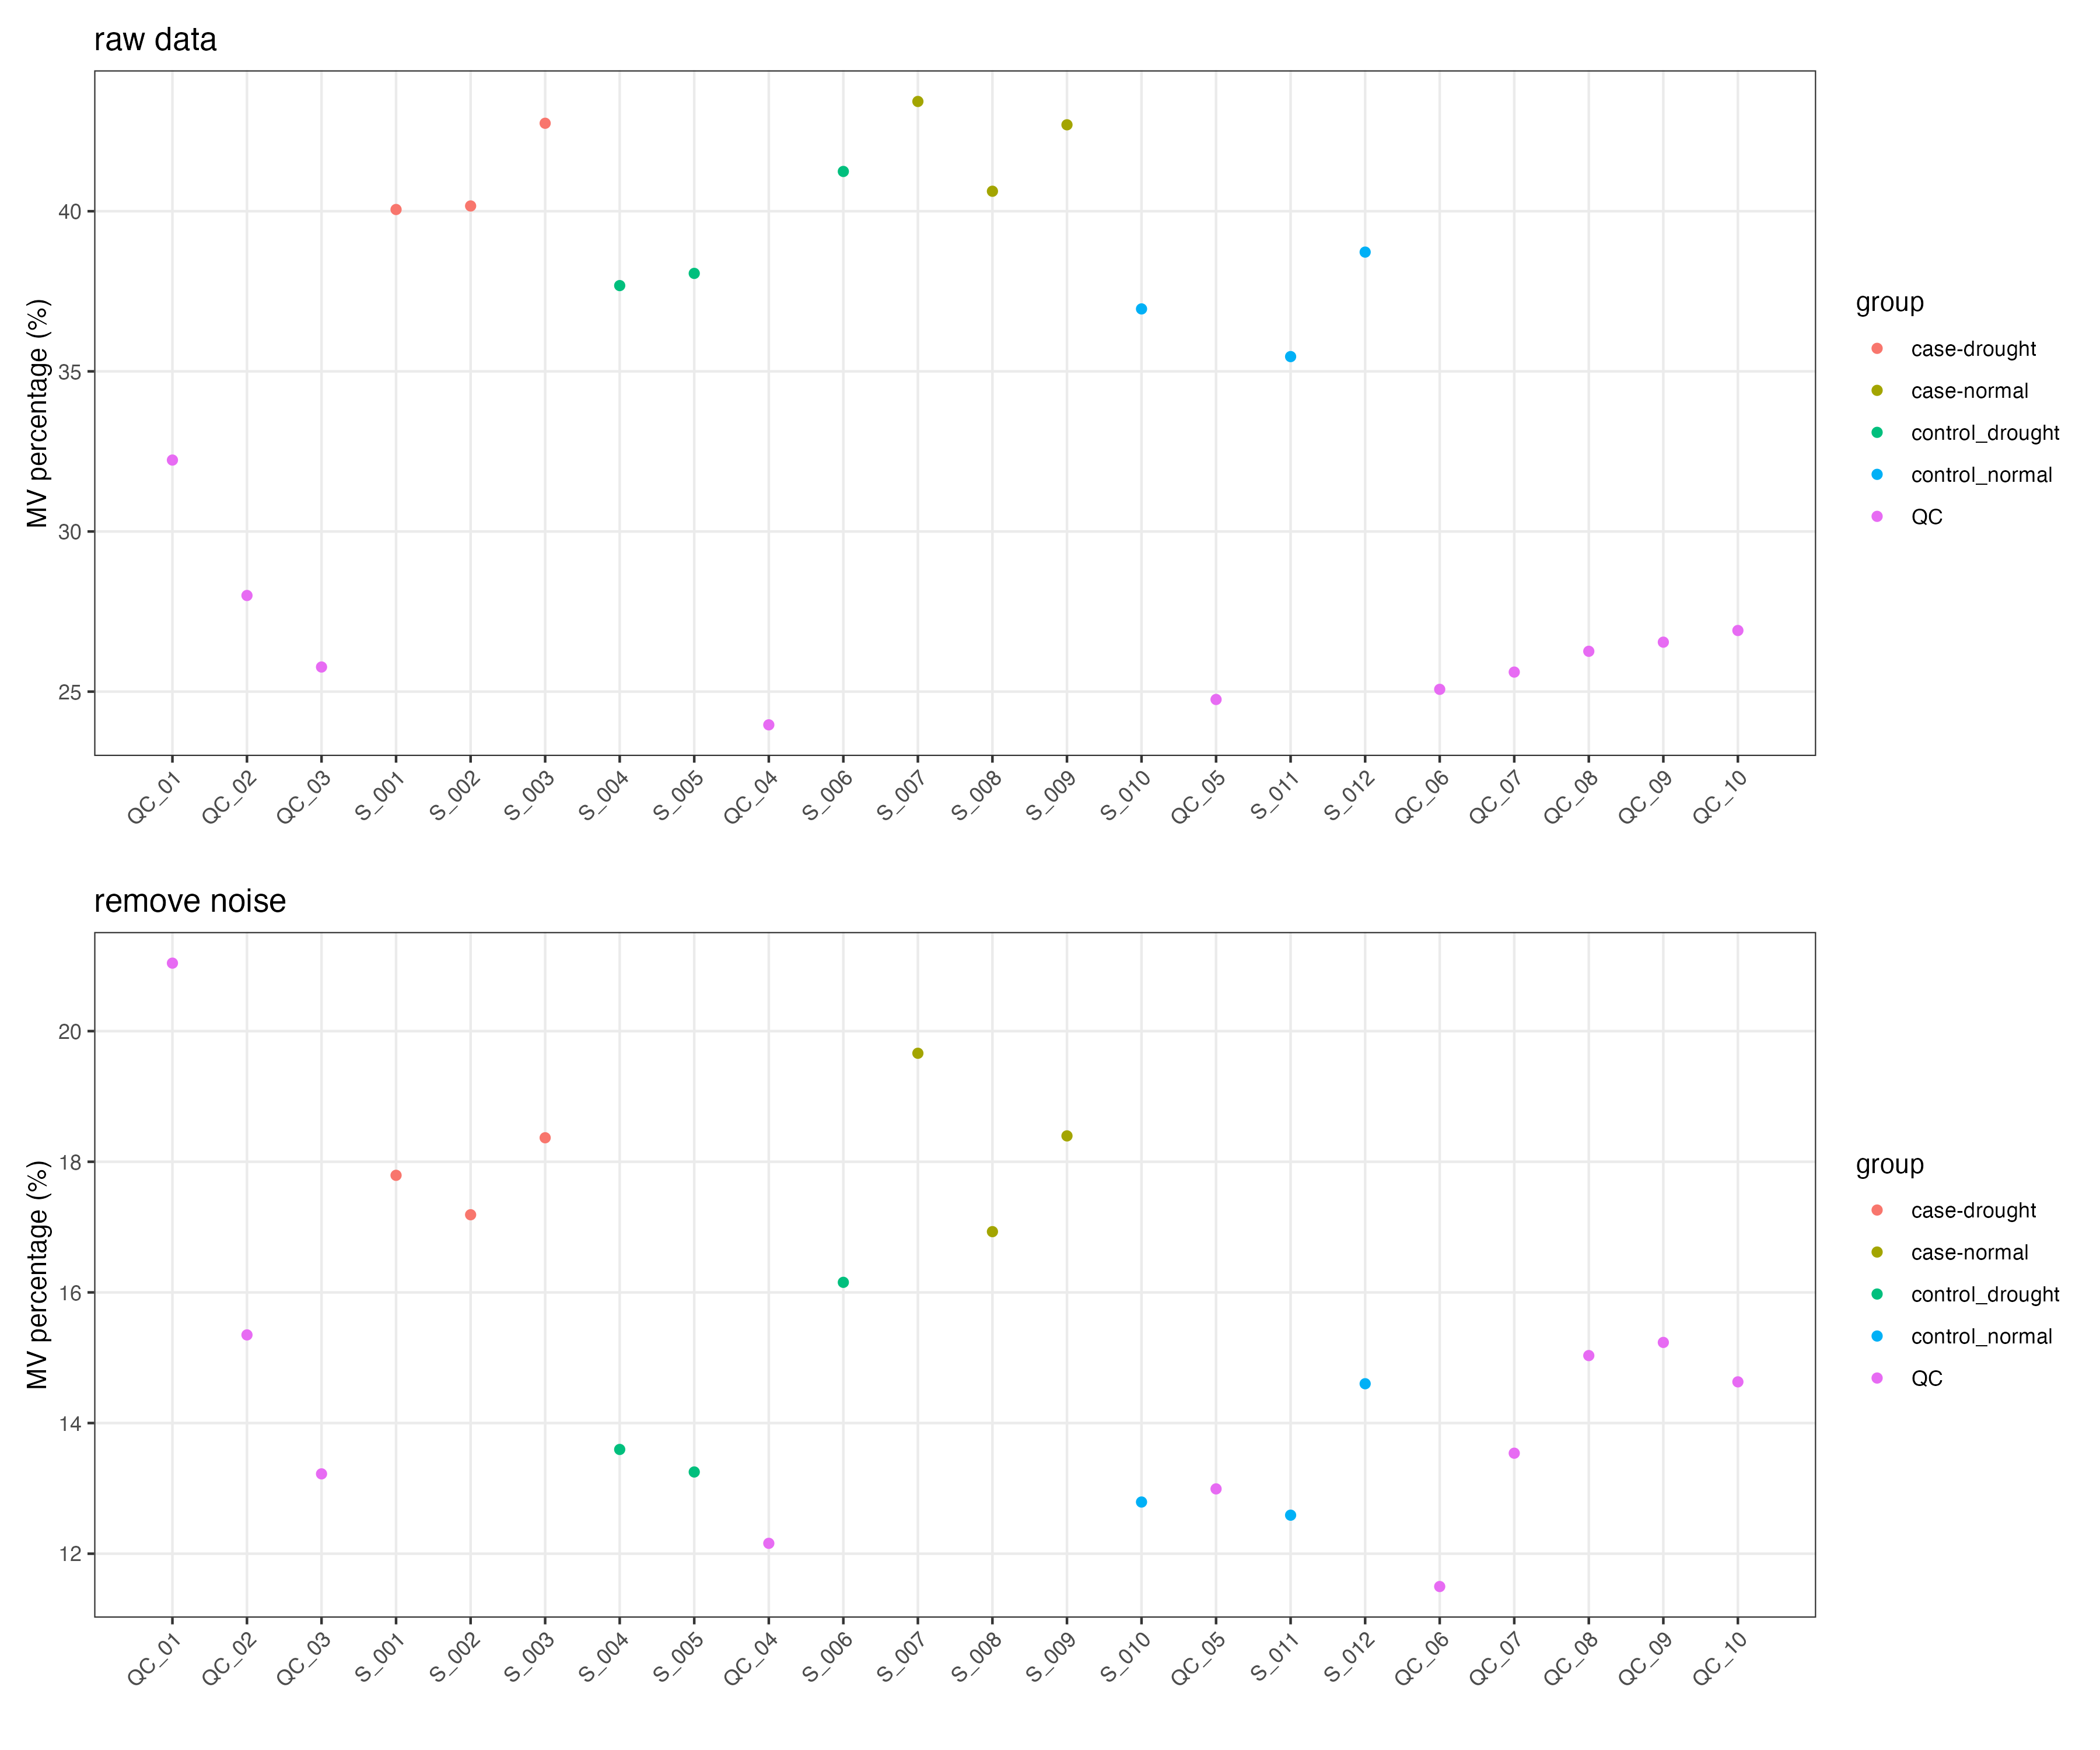 raw data
MV percentage (%)
40
35
30
25
QC_01 QC_02 QC_03 S_001 S_002 S_003 S_004 S_005 QC_04 S_006 S_007 S_008 S_009 S_010 QC_05 S_011 S_012 QC_06 QC_07 QC_08 QC_09 QC_10
group
case-drought
case-normal
control_drought
control_normal
QC
remove noise
MV percentage (%)
20
18
16
14
12
QC_01 QC_02 QC_03 S_001 S_002 S_003 S_004 S_005 QC_04 S_006 S_007 S_008 S_009 S_010 QC_05 S_011 S_012 QC_06 QC_07 QC_08 QC_09 QC_10
group
case-drought
case-normal
control_drought
control_normal
QC